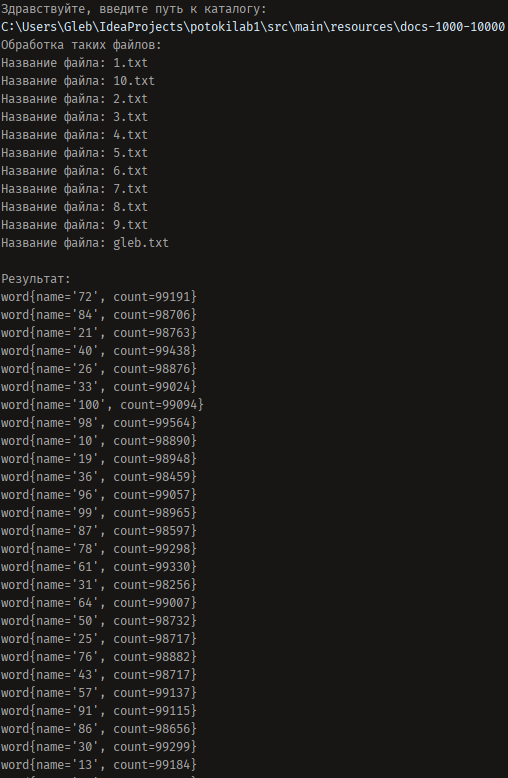 Здравствуйте, введите путь к каталогу:
C:\Users\Gleb\IdeaProjects\potokilab1\src\main\resources\docs-1000-10000
Обработка таких файлов:
Название файла: 1.txt
Название файла: 10.txt
Название файла: 2.txt
Название файла: 3.txt
Название файла: 4.txt
Название файла: 5.txt
Название файла: 6.txt
Название файла: 7.txt
Название файла: 8.txt
Название файла: 9.txt
Название файла: gleb.txt
Результат:
word{name='72', count=99191}
word{name='84', count=98706}
word{name='21', count=98763}
word{name='40', count=99438}
word{name='26', count=98876}
word{name='33', count=99024}
word{name='100', count=99094}
word{name='98', count=99564}
word{name='10', count=98890}
word{name='19', count=98948}
word{name='36', count=98459}
word{name='96', count=99057}
word{name='99', count=98965}
word{name='87', count=98597}
word{name='78', count=99298}
word{name='61', count=99330}
word{name='31', count=98256}
word{name='64', count=99007}
word{name='50', count=98732}
word{name='25', count=98717}
word{name='76', count=98882}
word{name='43', count=98717}
word{name='57', count=99137}
word{name='91', count=99115}
word{name='86', count=98656}
word{name='30', count=99299}
word{name='13', count=99184}